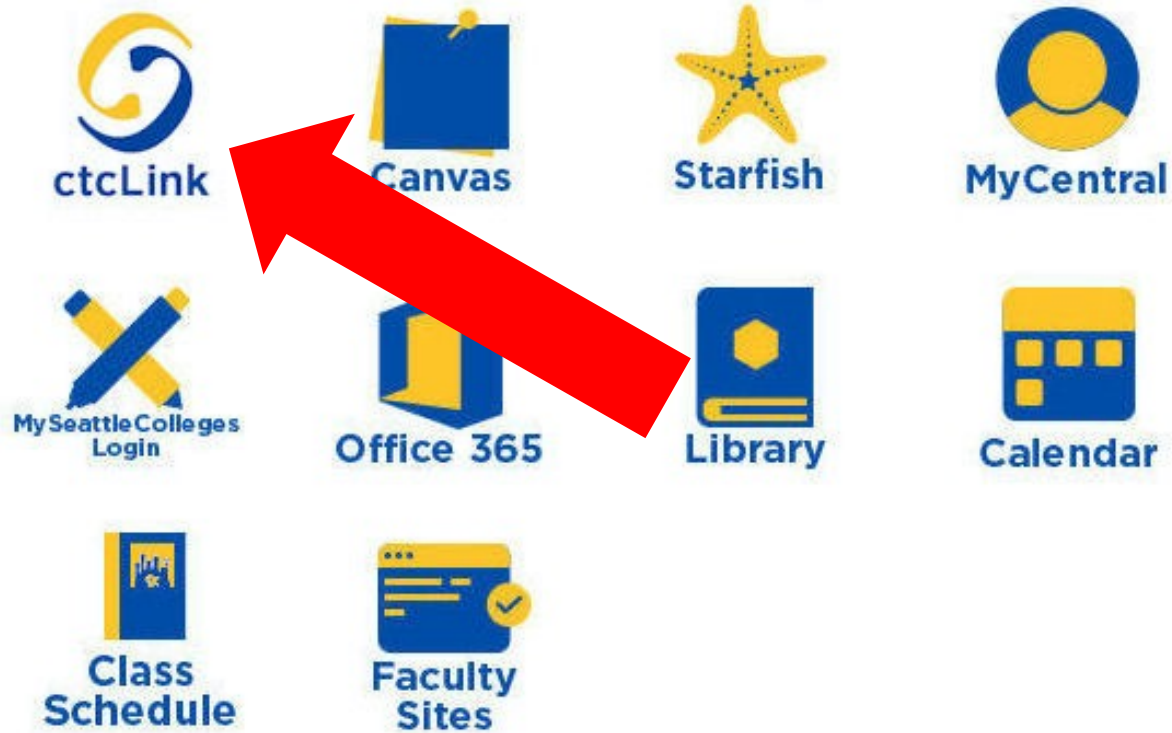 ctcLink
Canvas
Starfish
MyCentral
MySeattleColleges
Login
Office 365
Library
Calendar
Class
Schedule
Faculty
Sites